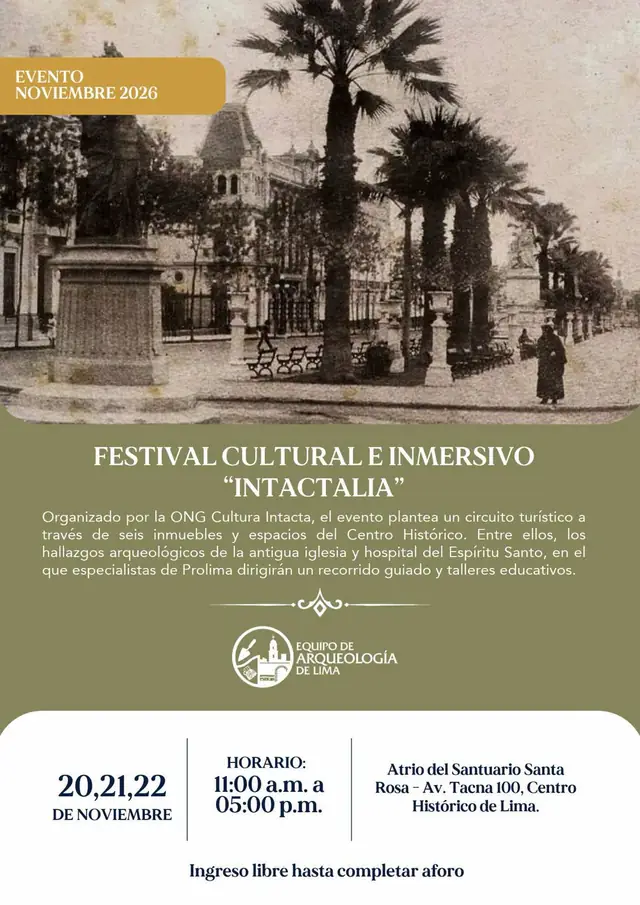 EVENTO
NOVIEMBRE 2026
FESTIVAL CULTURAL E INMERSIVO
“INTACTALIA”
Organizado por la ONG Cultura Intacta, el evento plantea un circuito turístico a
través de seis inmuebles y espacios del Centro Histórico. Entre ellos, los
hallazgos arqueológicos de la antigua iglesia y hospital del Espíritu Santo, en el
que especialistas de Prolima dirigirán un recorrido guiado y talleres educativos.
EQUIPO DE
ARQUEOLOGÍA
DE LIMA
20,21,22
DE NOVIEMBRE
HORARIO:
11:00 a.m. a
05:00 p.m.
Atrio del Santuario Santa
Rosa - Av. Tacna 100, Centro
Histórico de Lima.
Ingreso libre hasta completar aforo